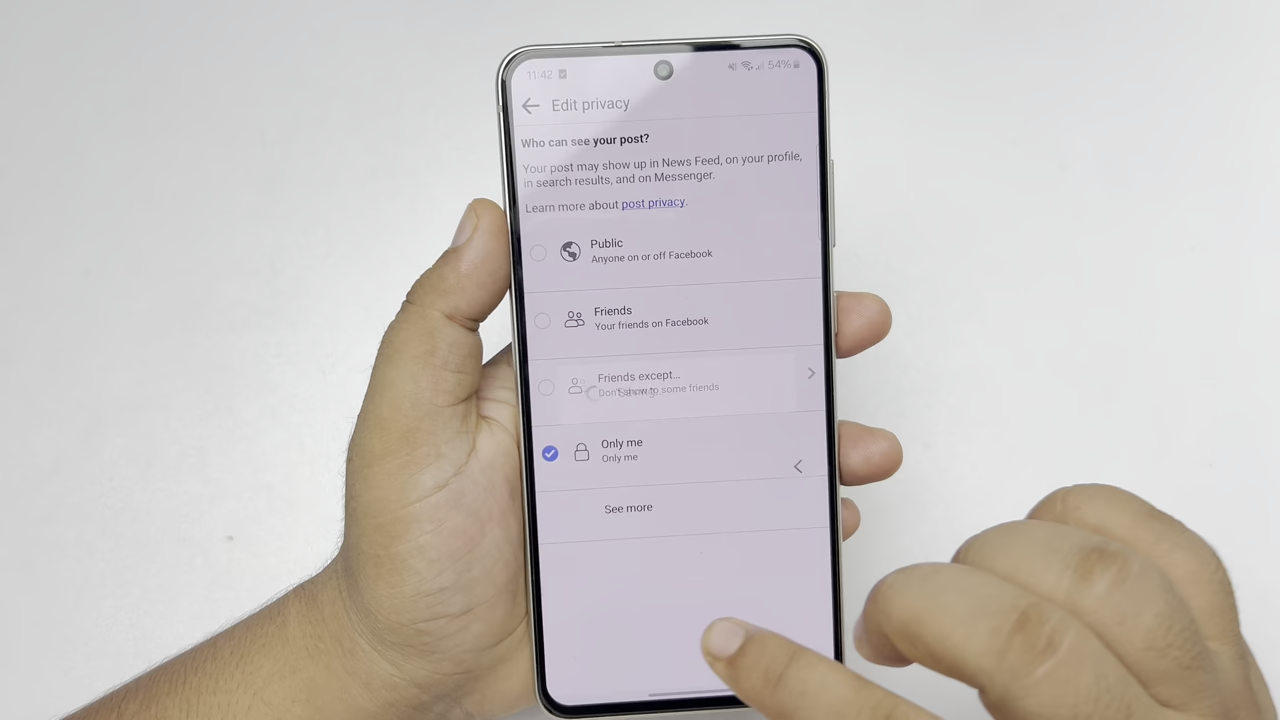 11:42
54%
Edit privacy
Who can see your post?
Your post may show up in News Feed, on your profile,
in search results, and on Messenger.
Learn more about post privacy.
Public
Anyone on or off Facebook
Friends
Your friends on Facebook
Friends except...
Don't show to some friends
Saving...
Only me
Only me
See more